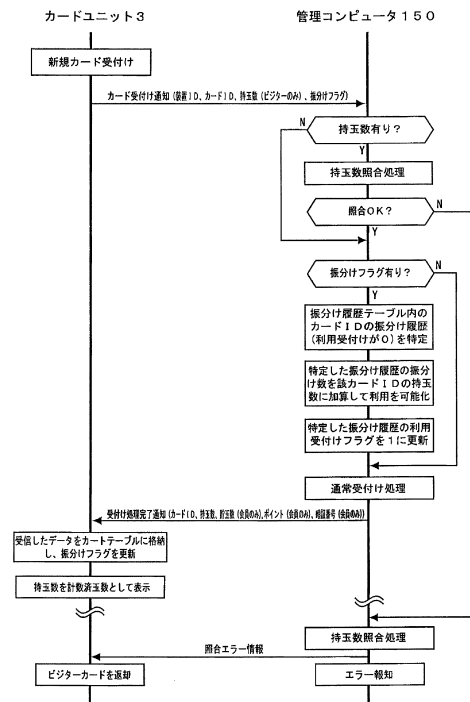 カードユニット３
管理コンピュータ１５０
新規カード受付け
カード受付け通知 (装置ＩＤ、カードＩＤ、持玉数 (ビジターのみ) 、振分けフラグ)
N
持玉数有り？
Y
持玉数照合処理
照合ＯＫ？
N
Y
振分けフラグ有り？
N
Y
振分け履歴テーブル内の
カードＩＤの振分け履歴
(利用受付けが０) を特定
特定した振分け履歴の振分
け数を該カードＩＤの持玉
数に加算して利用を可能化
特定した振分け履歴の利用
受付けフラグを１に更新
通常受付け処理
受付け処理完了通知 (カードＩＤ、持玉数、貯玉数 (会員のみ),ポイント (会員のみ)、暗証番号 (会員のみ))
受信したデータをカートテーブルに格納
し、振分けフラグを更新
持玉数を計数済玉数として表示
持玉数照合処理
照合エラー情報
ビジターカードを返却
エラー報知